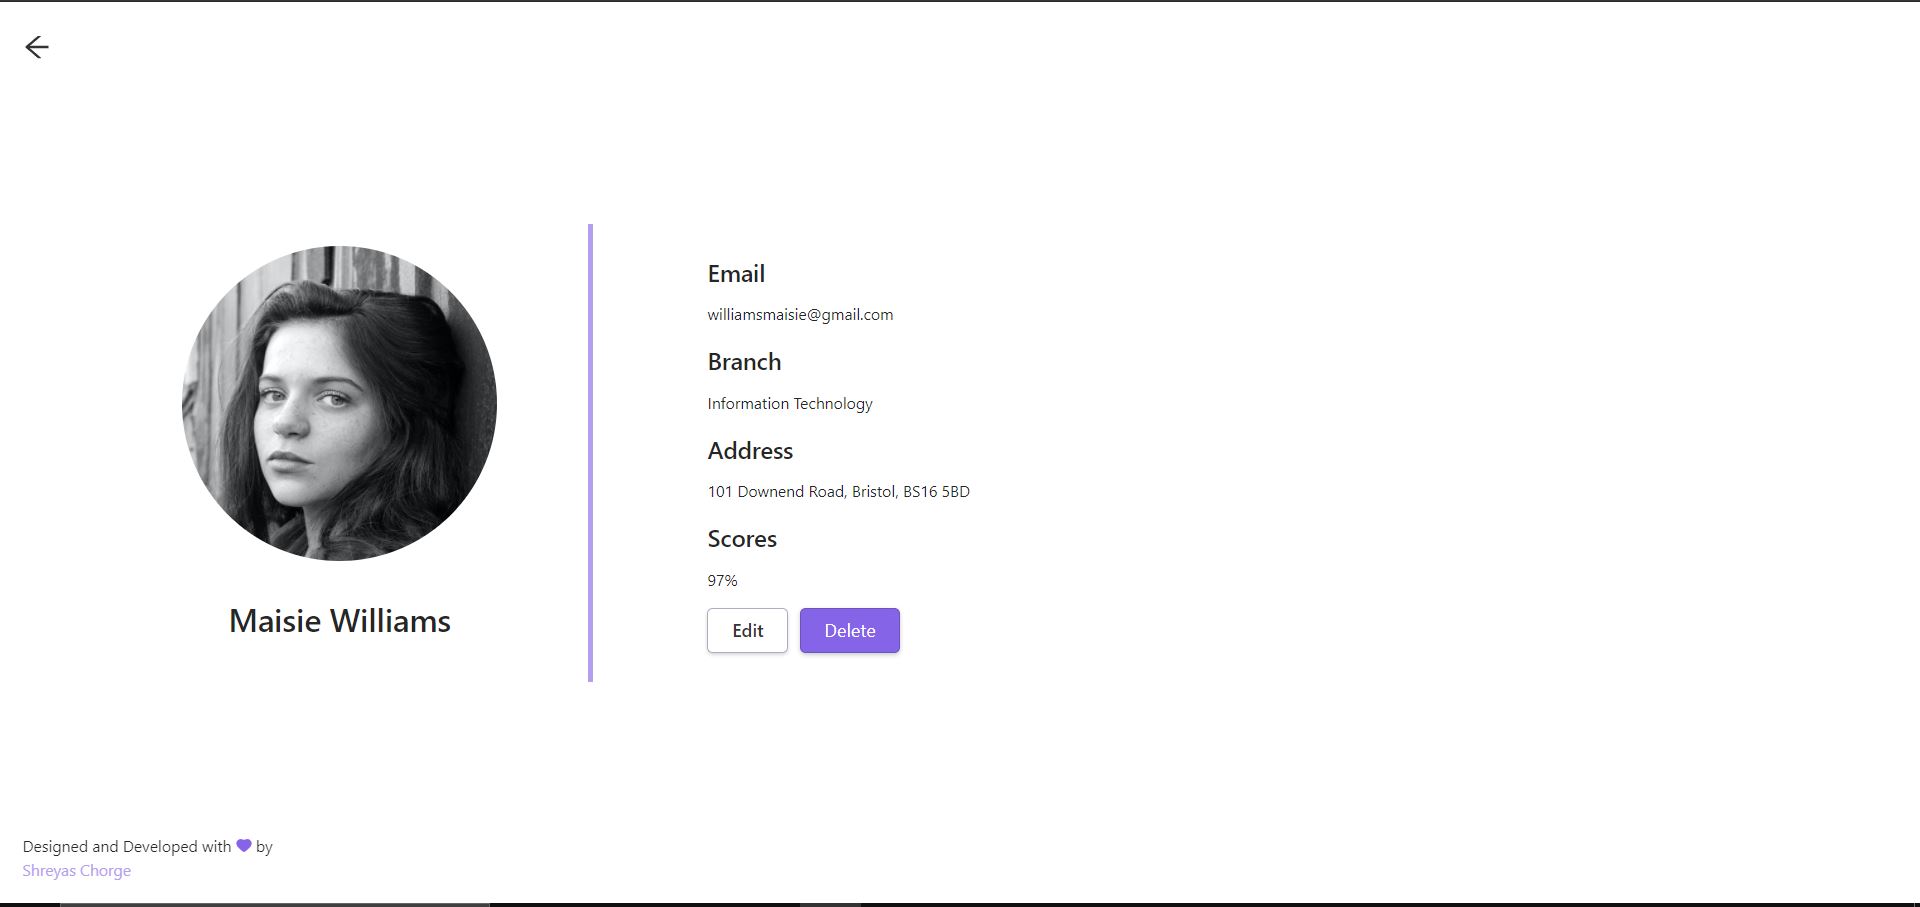 Maisie Williams
Email
williamsmaisie@gmail.com
Branch
Information Technology
Address
101 Downend Road, Bristol, BS16 5BD
Scores
97%
Edit
Delete
Designed and Developed with 💜 by
Shreyas Chorge